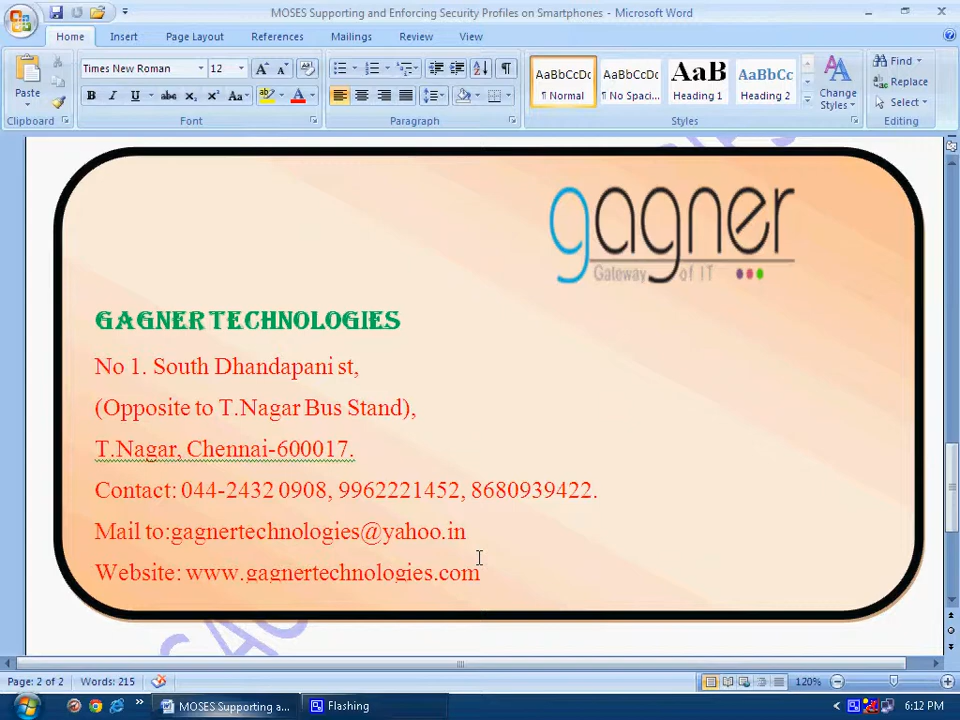 MOSES Supporting and Enforcing Security Profiles on Smartphones - Microsoft Word
Home Insert Page Layout References Mailings Review View
Times New Roman 12
Paste
Clipboard Font Paragraph Styles Editing
AaBbCcDc ¶ Normal
AaBbCcDc ¶ No Spaci...
AaB Heading 1
AaBbCc Heading 2
Change Styles
Find
Replace
Select
gagner
Gateway of IT
GAGNER TECHNOLOGIES
No 1. South Dhandapani st,
(Opposite to T.Nagar Bus Stand),
T.Nagar, Chennai-600017.
Contact: 044-2432 0908, 9962221452, 8680939422.
Mail to:gagnertechnologies@yahoo.in
Website: www.gagnertechnologies.com
Page: 2 of 2 Words: 215 120%
MOSES Supporting a... Flashing 6:12 PM